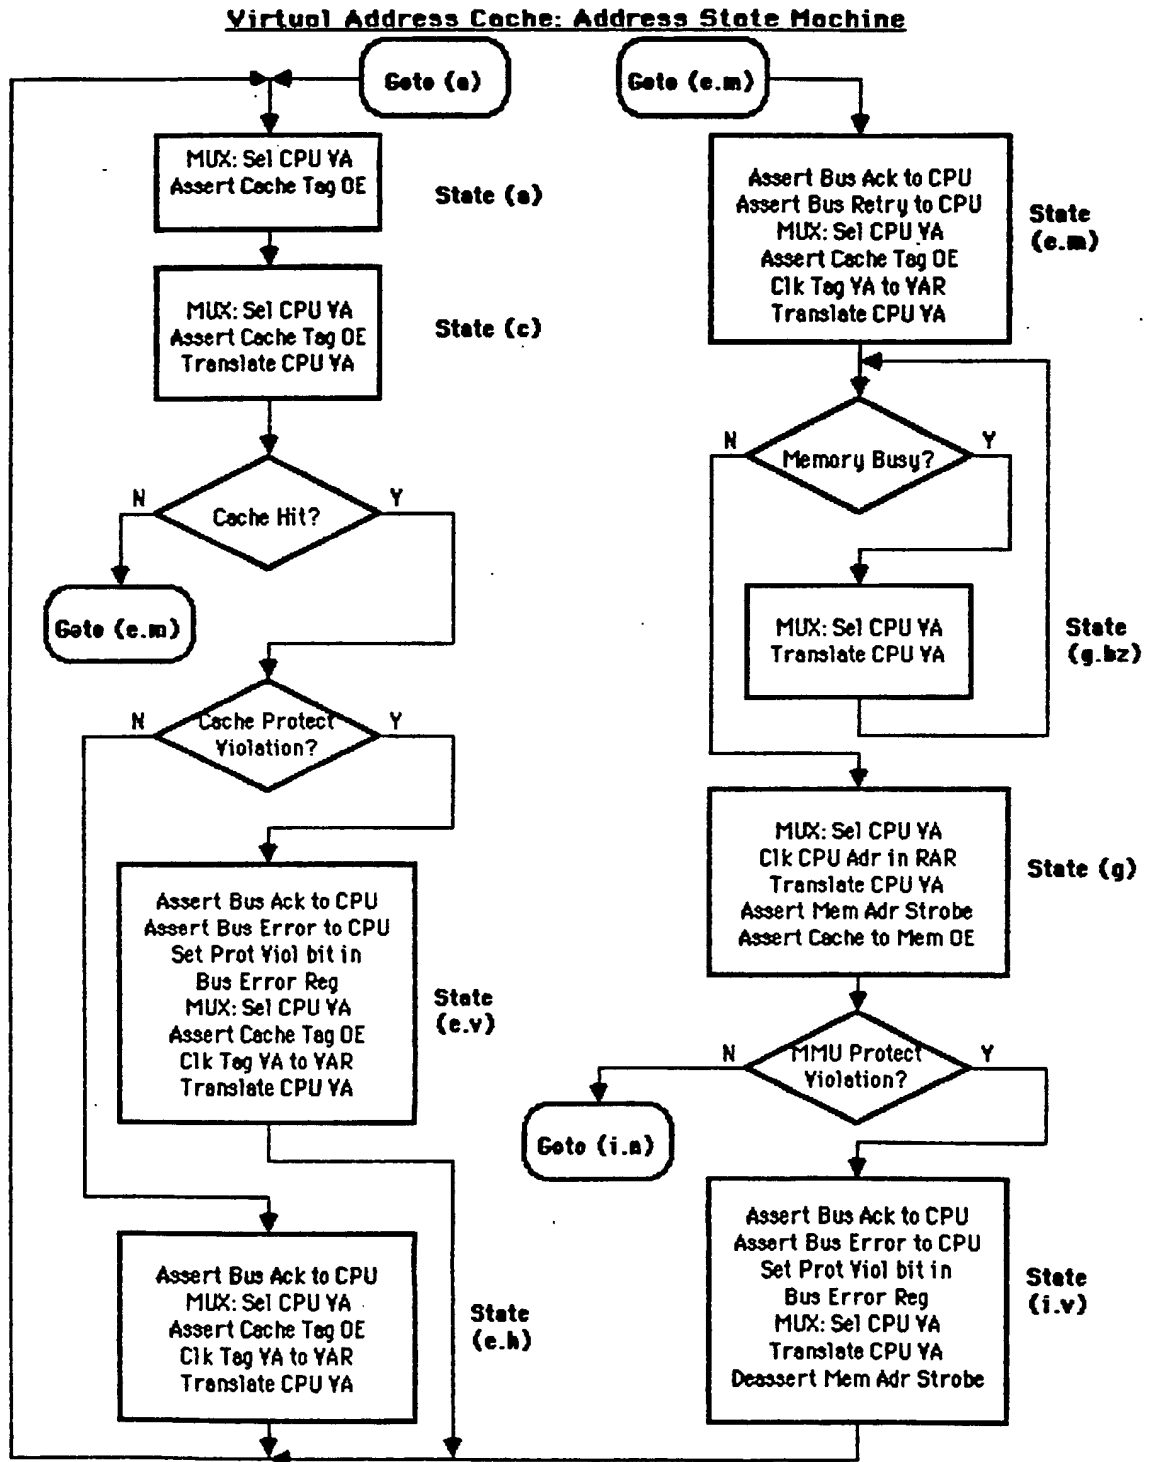 Virtual Address Cache: Address State Machine
Goto (a)
MUX: Sel CPU VA
Assert Cache Tag OE
State (a)
MUX: Sel CPU VA
Assert Cache Tag OE
Translate CPU VA
State (c)
N
Y
Cache Hit?
Goto (e.m)
N
Y
Cache Protect
Violation?
Assert Bus Ack to CPU
Assert Bus Error to CPU
Set Prot Viol bit in
Bus Error Reg
MUX: Sel CPU VA
Assert Cache Tag OE
Clk Tag VA to VAR
Translate CPU VA
State
(e.v)
Assert Bus Ack to CPU
MUX: Sel CPU VA
Assert Cache Tag OE
Clk Tag VA to VAR
Translate CPU VA
State
(e.h)
Goto (e.m)
Assert Bus Ack to CPU
Assert Bus Retry to CPU
MUX: Sel CPU VA
Assert Cache Tag OE
Clk Tag VA to VAR
Translate CPU VA
State
(e.m)
N
Y
Memory Busy?
MUX: Sel CPU VA
Translate CPU VA
State
(g.bz)
MUX: Sel CPU VA
Clk CPU Adr in RAR
Translate CPU VA
Assert Mem Adr Strobe
Assert Cache to Mem OE
State (g)
N
Y
MMU Protect
Violation?
Goto (i.n)
Assert Bus Ack to CPU
Assert Bus Error to CPU
Set Prot Viol bit in
Bus Error Reg
MUX: Sel CPU VA
Translate CPU VA
Deassert Mem Adr Strobe
State
(i.v)